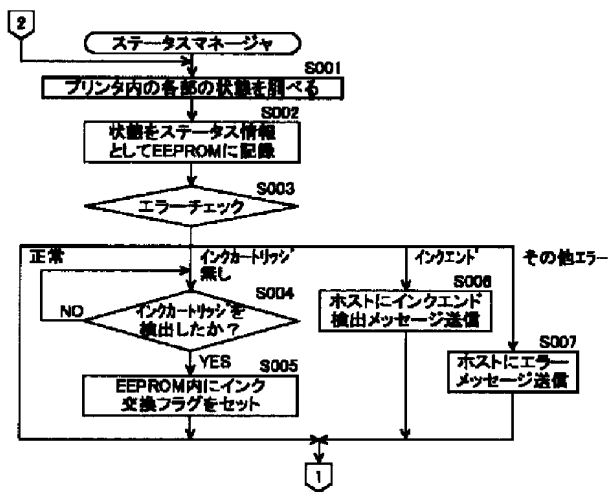 2
ステータスマネージャ
S001
プリンタ内の各部の状態を調べる
S002
状態をステータス情報
としてEEPROMに記録
S003
エラーチェック
正常
インクカートリッジ
無し
インクエンド
その他エラー
S004
インクカートリッジを
検出したか？
NO
YES
S005
EEPROM内にインク
交換フラグをセット
S006
ホストにインクエンド
検出メッセージ送信
S007
ホストにエラー
メッセージ送信
1